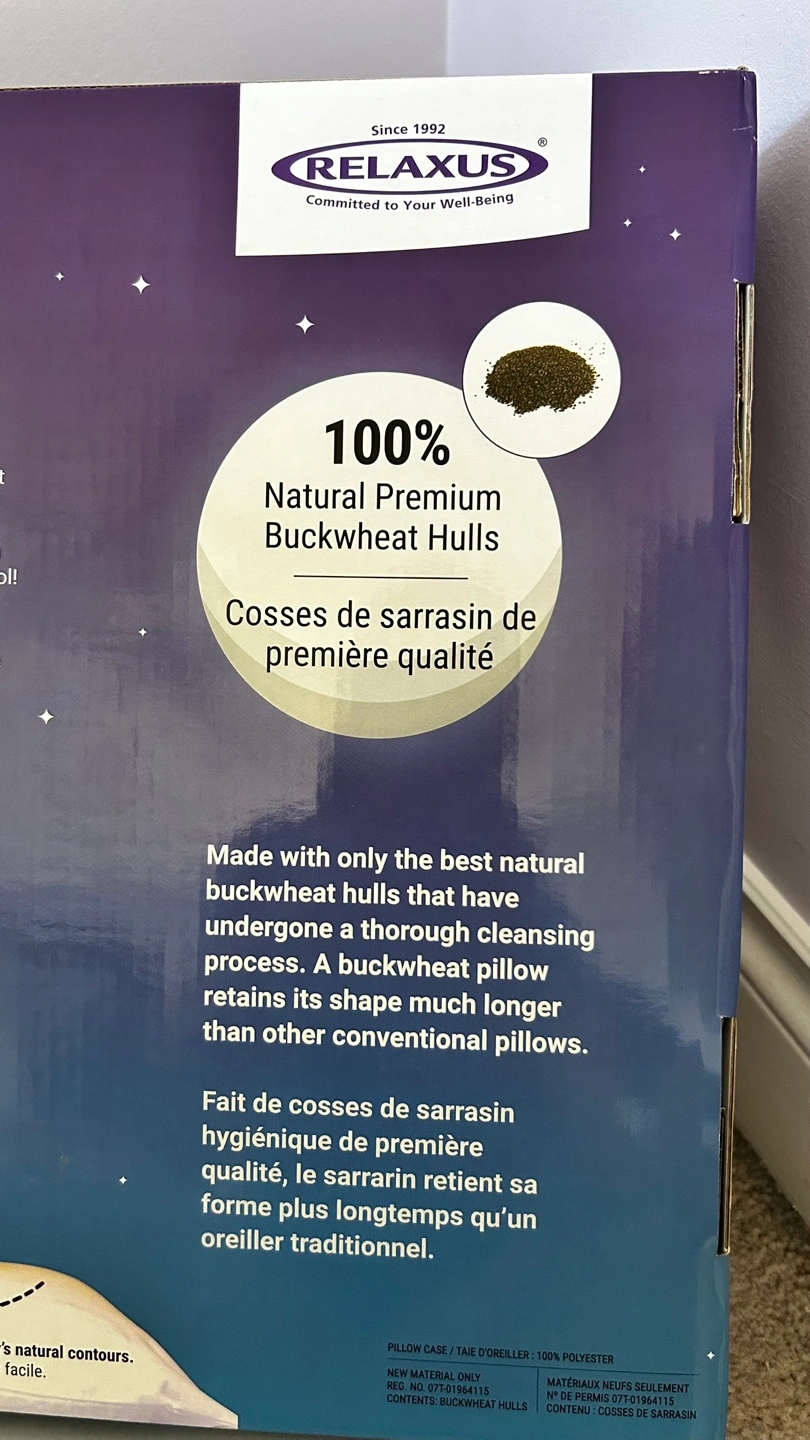 Since 1992
RELAXUS®
Committed to Your Well-Being
100%
Natural Premium
Buckwheat Hulls
Cosses de sarrasin de
première qualité
ol!
Made with only the best natural
buckwheat hulls that have
undergone a thorough cleansing
process. A buckwheat pillow
retains its shape much longer
than other conventional pillows.
Fait de cosses de sarrasin
hygiénique de première
qualité, le sarrarin retient sa
forme plus longtemps qu'un
oreiller traditionnel.
's natural contours.
facile.
PILLOW CASE / TAIE D'OREILLER : 100% POLYESTER
NEW MATERIAL ONLY
REG. NO. 07T-01964115
CONTENTS: BUCKWHEAT HULLS
MATÉRIAUX NEUFS SEULEMENT
Nº DE PERMIS 07T-01964115
CONTENU : COSSES DE SARRASIN